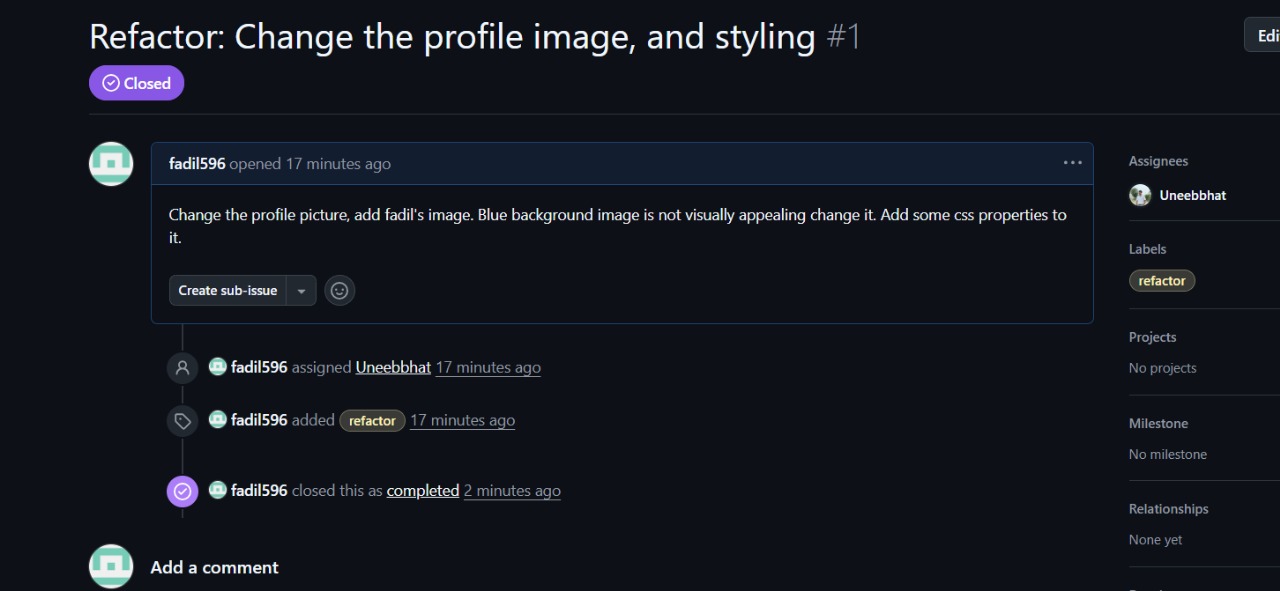 Refactor: Change the profile image, and styling #1
Edi
Closed
fadil596 opened 17 minutes ago
Change the profile picture, add fadil's image. Blue background image is not visually appealing change it. Add some css properties to
it.
Create sub-issue
fadil596 assigned Uneebbhat 17 minutes ago
fadil596 added refactor 17 minutes ago
fadil596 closed this as completed 2 minutes ago
Add a comment
Assignees
Uneebbhat
Labels
refactor
Projects
No projects
Milestone
No milestone
Relationships
None yet